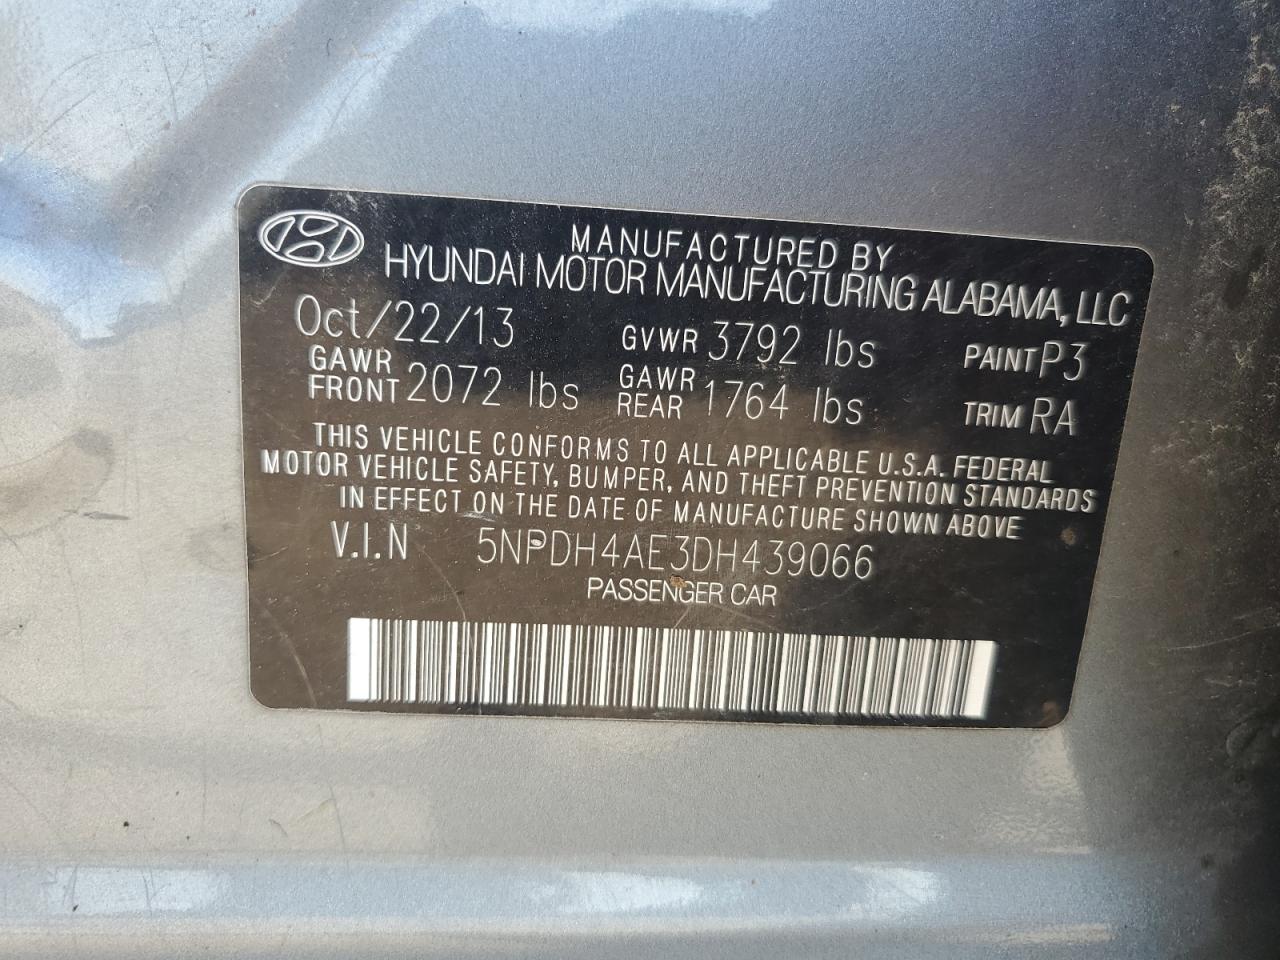 MANUFACTURED BY
HYUNDAI MOTOR MANUFACTURING ALABAMA, LLC
Oct/22/13 GVWR 3792 lbs PAINT P3
GAWR FRONT 2072 lbs GAWR REAR 1764 lbs TRIM RA
THIS VEHICLE CONFORMS TO ALL APPLICABLE U.S.A. FEDERAL
MOTOR VEHICLE SAFETY, BUMPER, AND THEFT PREVENTION STANDARDS
IN EFFECT ON THE DATE OF MANUFACTURE SHOWN ABOVE
V.I.N 5NPDH4AE3DH439066
PASSENGER CAR